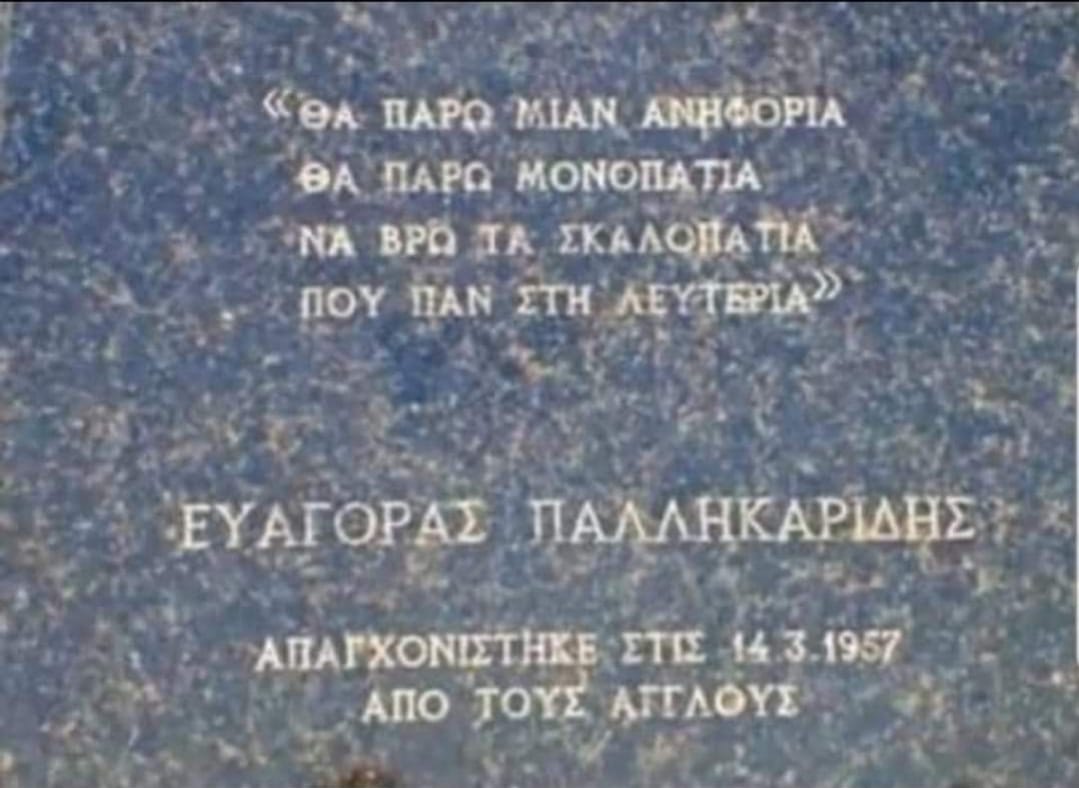 «ΘΑ ΠΑΡΩ ΜΙΑΝ ΑΝΗΦΟΡΙΑ
ΘΑ ΠΑΡΩ ΜΟΝΟΠΑΤΙΑ
ΝΑ ΒΡΩ ΤΑ ΣΚΑΛΟΠΑΤΙΑ
ΠΟΥ ΠΑΝ ΣΤΗ ΛΕΥΤΕΡΙΑ»
ΕΥΑΓΟΡΑΣ ΠΑΛΛΗΚΑΡΙΔΗΣ
ΑΠΑΓΧΟΝΙΣΤΗΚΕ ΣΤΙΣ 14.3.1957
ΑΠΟ ΤΟΥΣ ΑΓΓΛΟΥΣ